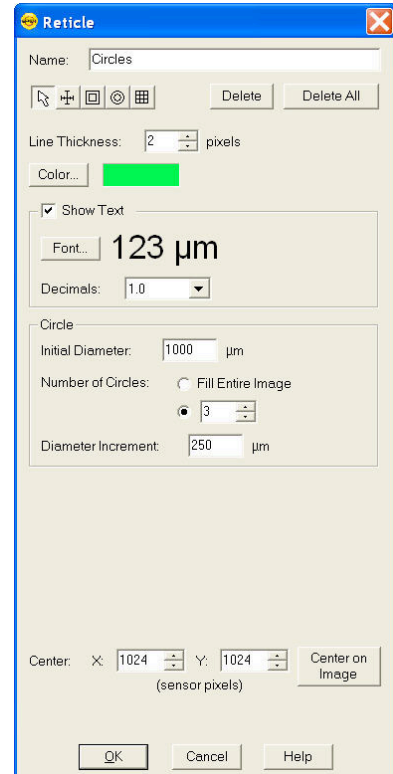 Reticle
Name: Circles
Delete Delete All
Line Thickness: 2 pixels
Color...
Show Text
Font... 123 µm
Decimals: 1.0
Circle
Initial Diameter: 1000 µm
Number of Circles: Fill Entire Image
3
Diameter Increment: 250 µm
Center: X: 1024 Y: 1024 Center on
Image
(sensor pixels)
OK Cancel Help